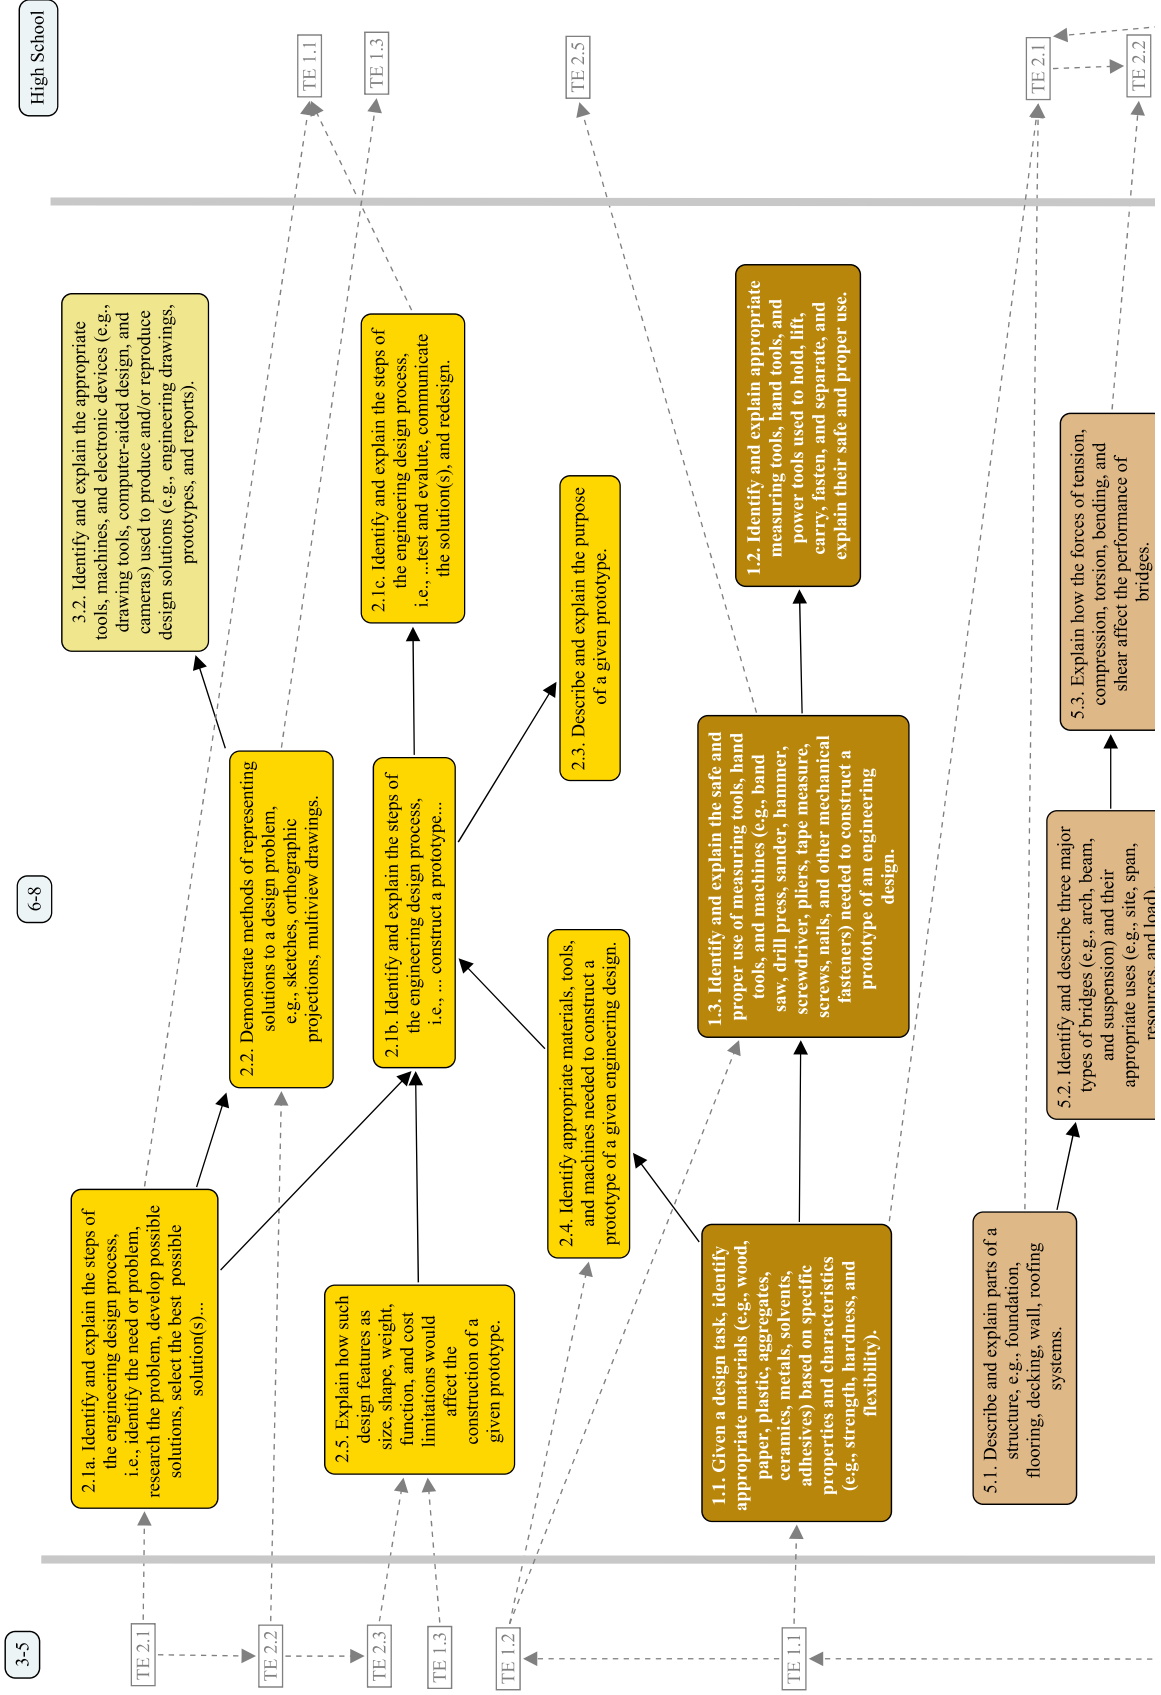 High School
6-8
3-5
TE 1.1
TE 1.3
TE 2.5
TE 2.1
TE 2.2
3.2. Identify and explain the appropriate
tools, machines, and electronic devices (e.g.,
drawing tools, computer-aided design, and
cameras) used to produce and/or reproduce
design solutions (e.g., engineering drawings,
prototypes, and reports).
2.1c. Identify and explain the steps of
the engineering design process,
i.e., ...test and evaluate, communicate
the solution(s), and redesign.
2.3. Describe and explain the purpose
of a given prototype.
1.2. Identify and explain appropriate
measuring tools, hand tools, and
power tools used to hold, lift,
carry, fasten, and separate, and
explain their safe and proper use.
5.3. Explain how the forces of tension,
compression, torsion, bending, and
shear affect the performance of
bridges.
2.2. Demonstrate methods of representing
solutions to a design problem,
e.g., sketches, orthographic
projections, multiview drawings.
2.1b. Identify and explain the steps of
the engineering design process,
i.e., ... construct a prototype...
2.4. Identify appropriate materials, tools,
and machines needed to construct a
prototype of a given engineering design.
1.3. Identify and explain the safe and
proper use of measuring tools, hand
tools, and machines (e.g., band
saw, drill press, sander, hammer,
screwdriver, pliers, tape measure,
screws, nails, and other mechanical
fasteners) needed to construct a
prototype of an engineering
design.
5.2. Identify and describe three major
types of bridges (e.g., arch, beam,
and suspension) and their
appropriate uses (e.g., site, span,
resources, and load).
2.1a. Identify and explain the steps of
the engineering design process,
i.e., identify the need or problem,
research the problem, develop possible
solutions, select the best possible
solution(s)...
2.5. Explain how such
design features as
size, shape, weight,
function, and cost
limitations would
affect the
construction of a
given prototype.
1.1. Given a design task, identify
appropriate materials (e.g., wood,
paper, plastic, aggregates,
ceramics, metals, solvents,
adhesives) based on specific
properties and characteristics
(e.g., strength, hardness, and
flexibility).
5.1. Describe and explain parts of a
structure, e.g., foundation,
flooring, decking, wall, roofing
systems.
TE 2.1
TE 2.2
TE 2.3
TE 1.3
TE 1.2
TE 1.1